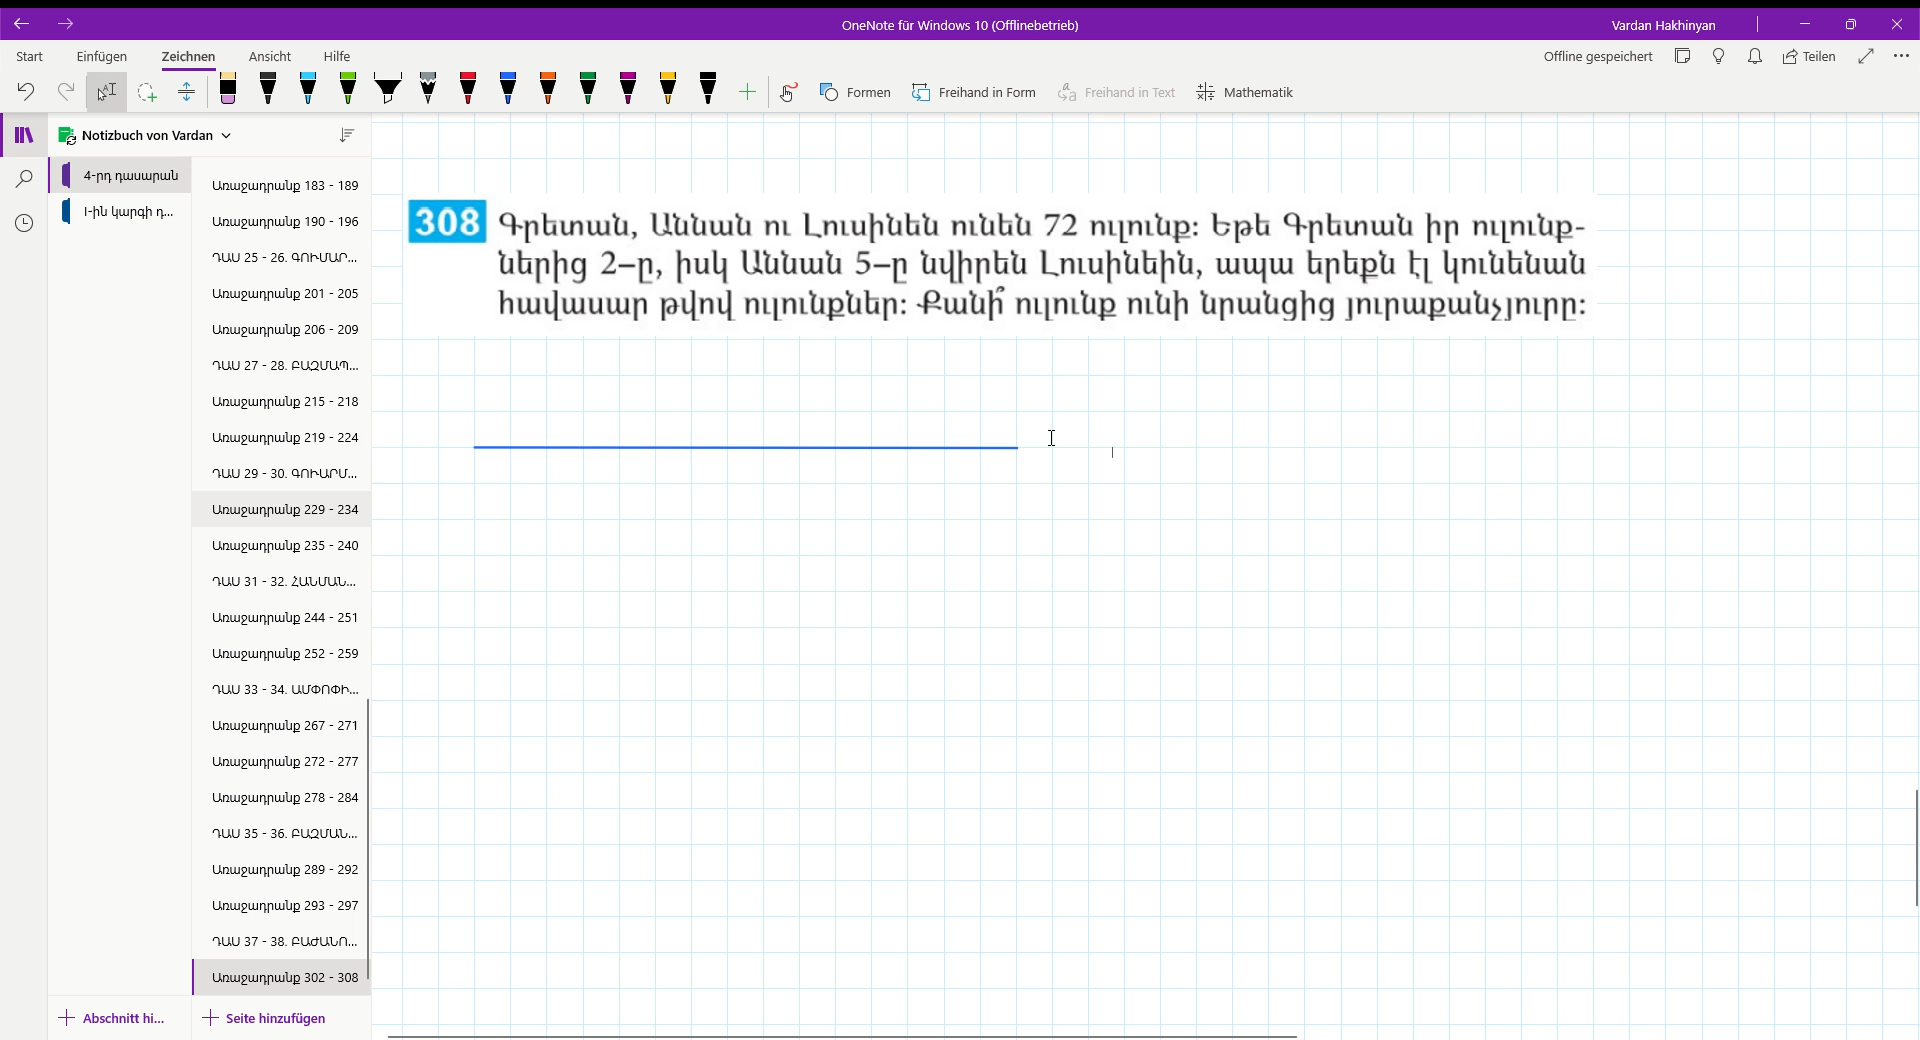 OneNote für Windows 10 (Offlinebetrieb)
Vardan Hakhinyan
Start
Einfügen
Zeichnen
Ansicht
Hilfe
Offline gespeichert
Teilen
Formen
Freihand in Form
Freihand in Text
Mathematik
Notizbuch von Vardan
4-րդ դասարան
I-ին կարգի դ...
Առաջադրանք 183 - 189
Առաջադրանք 190 - 196
ԴԱՍ 25 - 26. ԳՈՒՄԱՐ...
Առաջադրանք 201 - 205
Առաջադրանք 206 - 209
ԴԱՍ 27 - 28. ԲԱԶՄԱՊ...
Առաջադրանք 215 - 218
Առաջադրանք 219 - 224
ԴԱՍ 29 - 30. ԳՈՒԱՐՄ...
Առաջադրանք 229 - 234
Առաջադրանք 235 - 240
ԴԱՍ 31 - 32. ՀԱՆՄԱՆ...
Առաջադրանք 244 - 251
Առաջադրանք 252 - 259
ԴԱՍ 33 - 34. ԱՄՓՈՓԻ...
Առաջադրանք 267 - 271
Առաջադրանք 272 - 277
Առաջադրանք 278 - 284
ԴԱՍ 35 - 36. ԲԱԶՄԱՆ...
Առաջադրանք 289 - 292
Առաջադրանք 293 - 297
ԴԱՍ 37 - 38. ԲԱԺԱՆՈ...
Առաջադրանք 302 - 308
Abschnitt hi...
Seite hinzufügen
308 Գրետան, Աննան ու Լուսինեն ունեն 72 ուլունք: Եթե Գրետան իր ուլունք-
ներից 2–ը, իսկ Աննան 5–ը նվիրեն Լուսինեին, ապա երեքն էլ կունենան
հավասար թվով ուլունքներ: Քանի՞ ուլունք ունի նրանցից յուրաքանչյուրը: